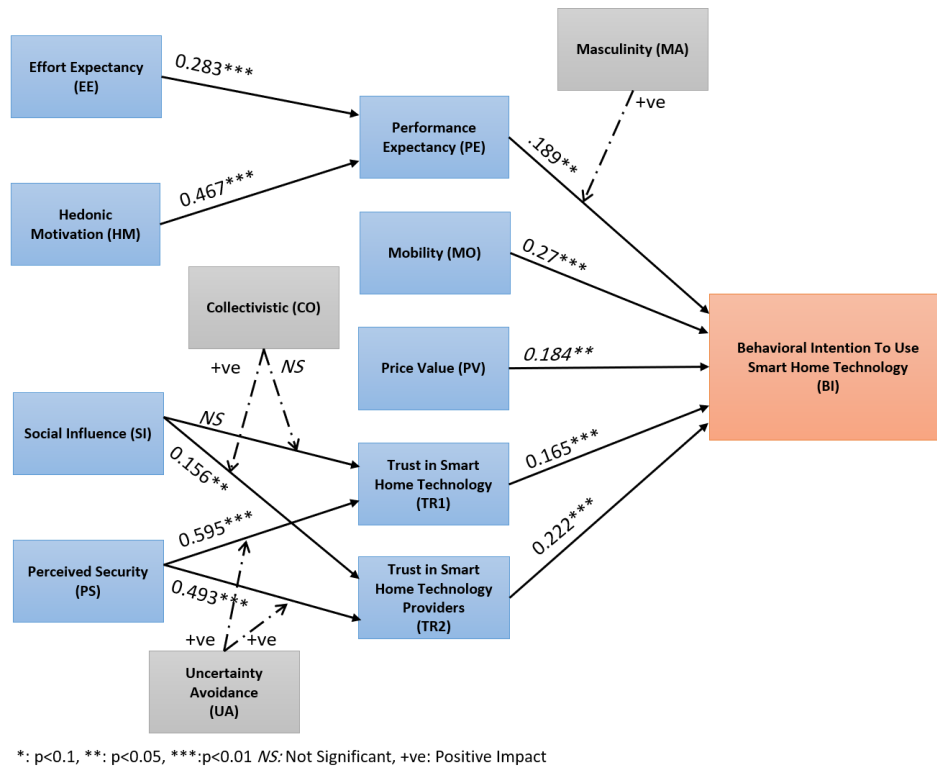 Masculinity (MA)
Effort Expectancy
(EE)
0.283***
+ve
Performance
Expectancy (PE)
.189**
Hedonic
Motivation (HM)
0.467***
Mobility (MO)
0.27***
Collectivistic (CO)
Behavioral Intention To Use
Smart Home Technology
(BI)
Price Value (PV)
0.184**
+ve
NS
Social Influence (SI)
NS
0.156**
Trust in Smart
Home Technology
(TR1)
0.165***
0.595***
Perceived Security
(PS)
0.493***
Trust in Smart
Home Technology
Providers
(TR2)
0.222***
+ve
+ve
Uncertainty
Avoidance
(UA)
*: p<0.1, **: p<0.05, ***:p<0.01 NS: Not Significant, +ve: Positive Impact